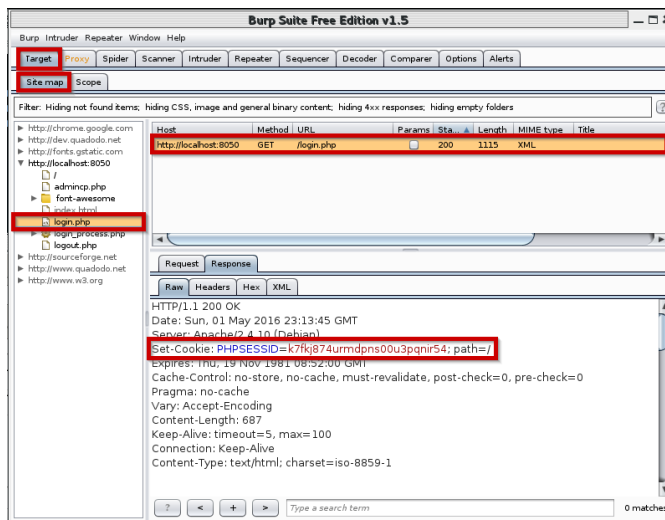 Burp Suite Free Edition v1.5
Burp Intruder Repeater Window Help
Target Proxy Spider Scanner Intruder Repeater Sequencer Decoder Comparer Options Alerts
Site map Scope
Filter: Hiding not found items; hiding CSS, image and general binary content; hiding 4xx responses; hiding empty folders
?
http://chrome.google.com
http://dev.quadodo.net
http://fonts.gstatic.com
http://localhost:8050
/
admincp.php
font-awesome
index.html
login.php
login_process.php
logout.php
http://sourceforge.net
http://www.quadodo.net
http://www.w3.org
Host Method URL Params Sta... Length MIME type Title
http://localhost:8050 GET /login.php 200 1115 XML
Request Response
Raw Headers Hex XML
HTTP/1.1 200 OK
Date: Sun, 01 May 2016 23:13:45 GMT
Server: Apache/2.4.10 (Debian)
Set-Cookie: PHPSESSID=k7fkj874urmdpns00u3pqnir54; path=/
Expires: Thu, 19 Nov 1981 08:52:00 GMT
Cache-Control: no-store, no-cache, must-revalidate, post-check=0, pre-check=0
Pragma: no-cache
Vary: Accept-Encoding
Content-Length: 687
Keep-Alive: timeout=5, max=100
Connection: Keep-Alive
Content-Type: text/html; charset=iso-8859-1
? < + > Type a search term 0 matches